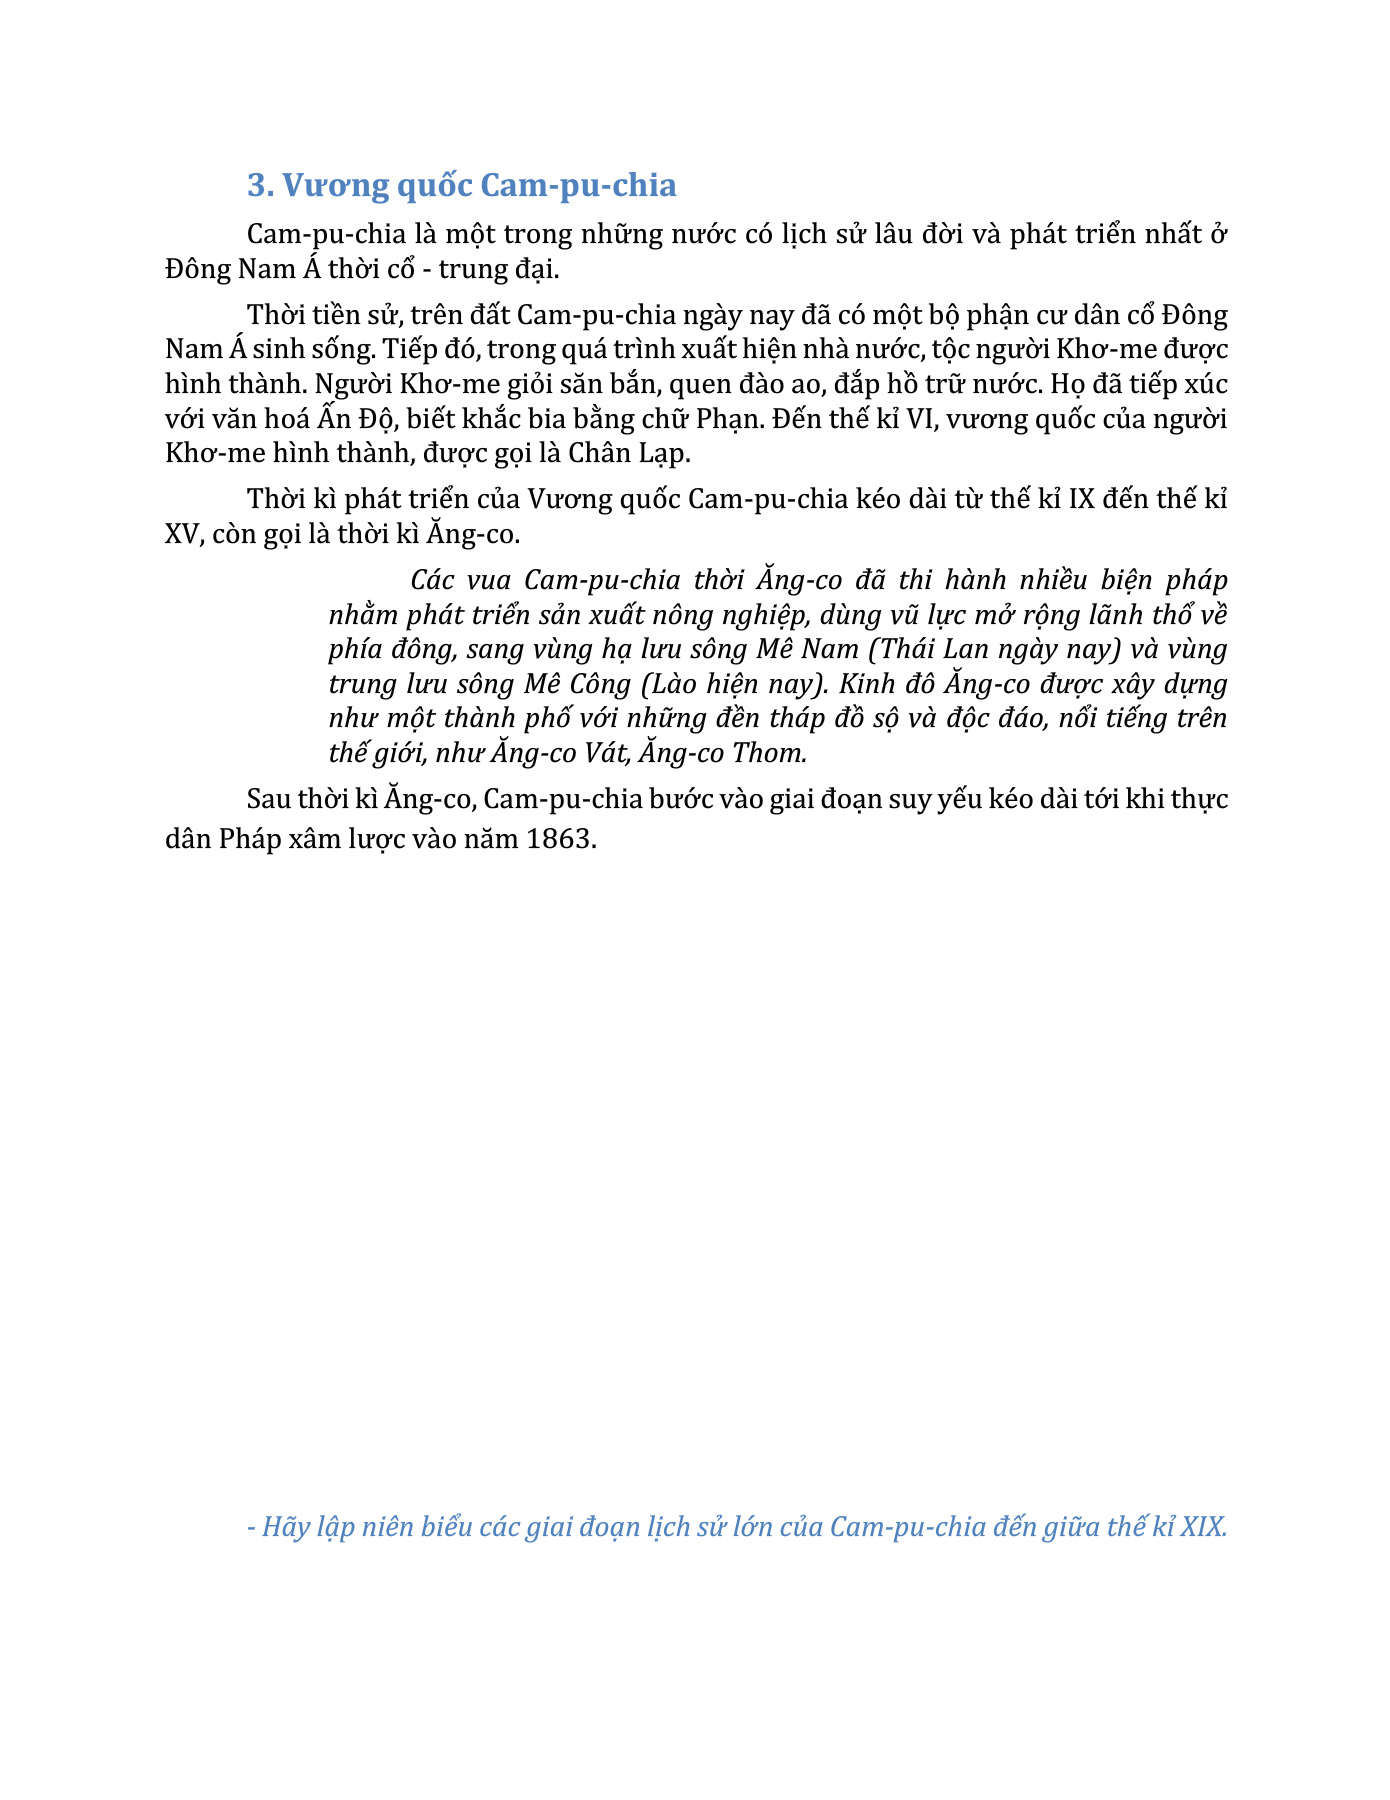 3. Vương quốc Cam-pu-chia
Cam-pu-chia là một trong những nước có lịch sử lâu đời và phát triển nhất ở
Đông Nam Á thời cổ - trung đại.
Thời tiền sử, trên đất Cam-pu-chia ngày nay đã có một bộ phận cư dân cổ Đông
Nam Á sinh sống. Tiếp đó, trong quá trình xuất hiện nhà nước, tộc người Khơ-me được
hình thành. Người Khơ-me giỏi săn bắn, quen đào ao, đắp hồ trữ nước. Họ đã tiếp xúc
với văn hoá Ấn Độ, biết khắc bia bằng chữ Phạn. Đến thế kỉ VI, vương quốc của người
Khơ-me hình thành, được gọi là Chân Lạp.
Thời kì phát triển của Vương quốc Cam-pu-chia kéo dài từ thế kỉ IX đến thế kỉ
XV, còn gọi là thời kì Ăng-co.
Các vua Cam-pu-chia thời Ăng-co đã thi hành nhiều biện pháp
nhằm phát triển sản xuất nông nghiệp, dùng vũ lực mở rộng lãnh thổ về
phía đông, sang vùng hạ lưu sông Mê Nam (Thái Lan ngày nay) và vùng
trung lưu sông Mê Công (Lào hiện nay). Kinh đô Ăng-co được xây dựng
như một thành phố với những đền tháp đồ sộ và độc đáo, nổi tiếng trên
thế giới, như Ăng-co Vát, Ăng-co Thom.
Sau thời kì Ăng-co, Cam-pu-chia bước vào giai đoạn suy yếu kéo dài tới khi thực
dân Pháp xâm lược vào năm 1863.
- Hãy lập niên biểu các giai đoạn lịch sử lớn của Cam-pu-chia đến giữa thế kỉ XIX.